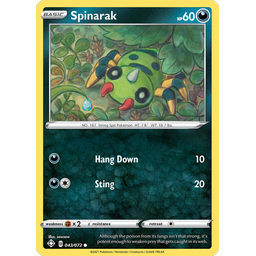 BASIC
Spinarak
HP60
NO. 167 String Spit Pokémon HT: 1'8" WT: 18.7 lbs.
Hang Down 10
Sting 20
weakness ×2 resistance retreat
Although the poison from its fangs isn't that strong, it's
potent enough to weaken prey that gets caught in its web.
043/072
©2021 Pokémon / Nintendo / Creatures / GAME FREAK